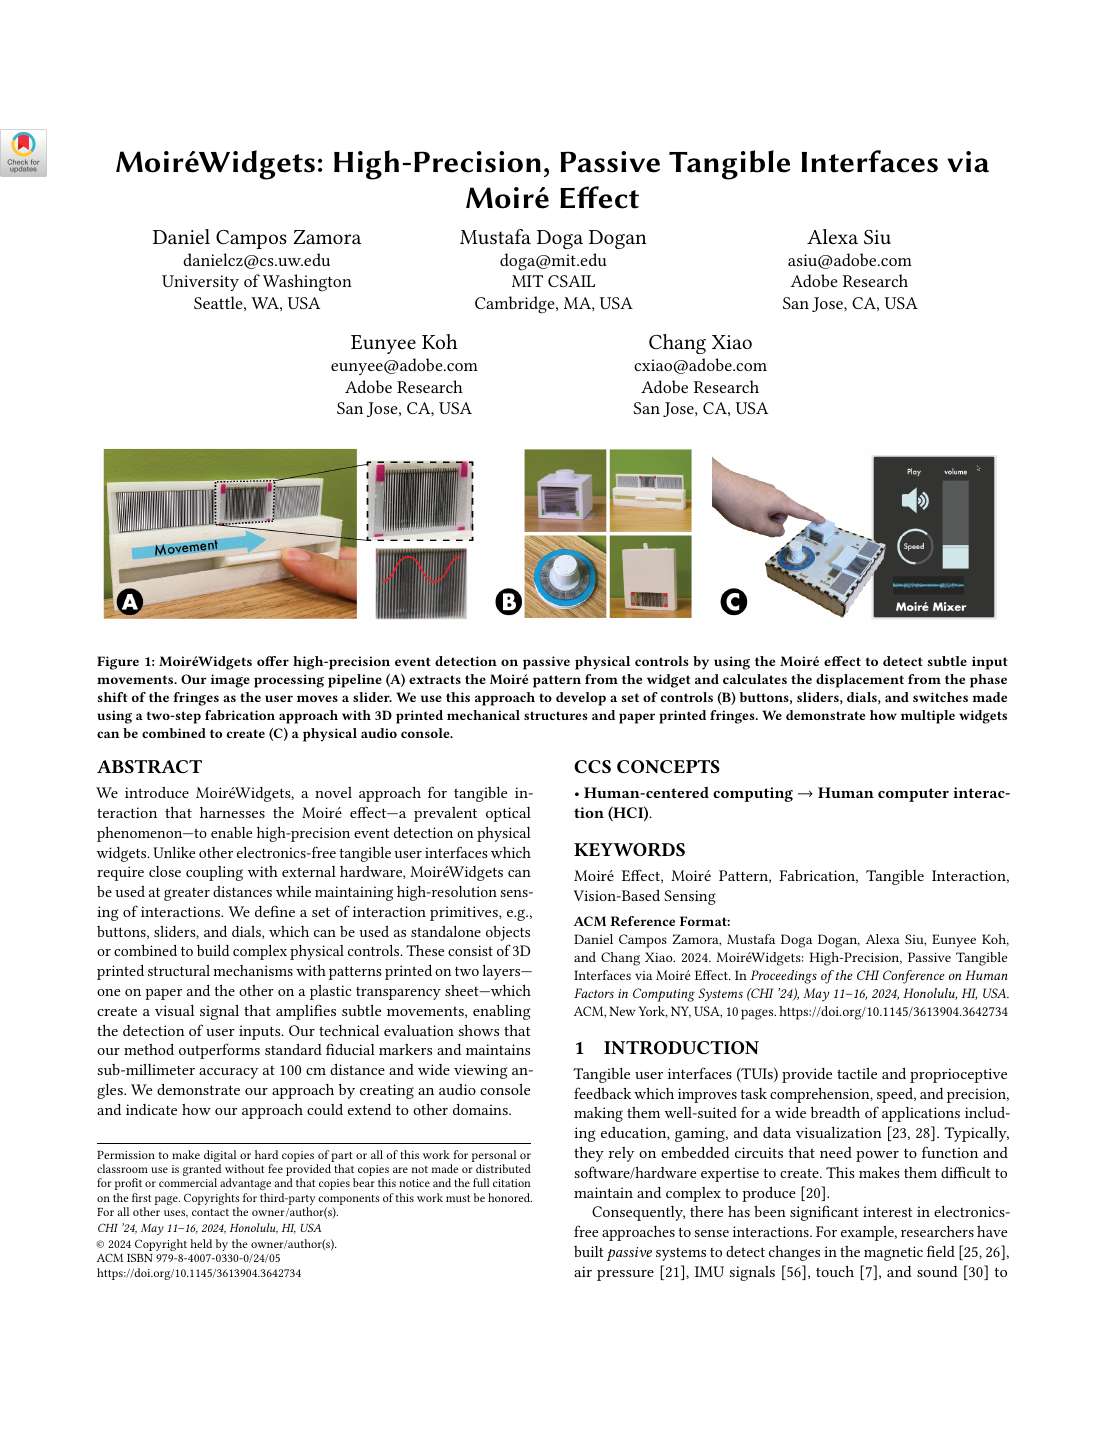 Check for
updates
MoiréWidgets: High-Precision, Passive Tangible Interfaces via
Moiré Effect
Daniel Campos Zamora
danielcz@cs.uw.edu
University of Washington
Seattle, WA, USA
Mustafa Doga Dogan
doga@mit.edu
MIT CSAIL
Cambridge, MA, USA
Alexa Siu
asiu@adobe.com
Adobe Research
San Jose, CA, USA
Eunyee Koh
eunyee@adobe.com
Adobe Research
San Jose, CA, USA
Chang Xiao
cxiao@adobe.com
Adobe Research
San Jose, CA, USA
Movement
A
B
C
Play
volume
Speed
Moiré Mixer
Figure 1: MoiréWidgets offer high-precision event detection on passive physical controls by using the Moiré effect to detect subtle input
movements. Our image processing pipeline (A) extracts the Moiré pattern from the widget and calculates the displacement from the phase
shift of the fringes as the user moves a slider. We use this approach to develop a set of controls (B) buttons, sliders, dials, and switches made
using a two-step fabrication approach with 3D printed mechanical structures and paper printed fringes. We demonstrate how multiple widgets
can be combined to create (C) a physical audio console.
ABSTRACT
We introduce MoiréWidgets, a novel approach for tangible in-
teraction that harnesses the Moiré effect—a prevalent optical
phenomenon—to enable high-precision event detection on physical
widgets. Unlike other electronics-free tangible user interfaces which
require close coupling with external hardware, MoiréWidgets can
be used at greater distances while maintaining high-resolution sens-
ing of interactions. We define a set of interaction primitives, e.g.,
buttons, sliders, and dials, which can be used as standalone objects
or combined to build complex physical controls. These consist of 3D
printed structural mechanisms with patterns printed on two layers—
one on paper and the other on a plastic transparency sheet—which
create a visual signal that amplifies subtle movements, enabling
the detection of user inputs. Our technical evaluation shows that
our method outperforms standard fiducial markers and maintains
sub-millimeter accuracy at 100 cm distance and wide viewing an-
gles. We demonstrate our approach by creating an audio console
and indicate how our approach could extend to other domains.
Permission to make digital or hard copies of part or all of this work for personal or
classroom use is granted without fee provided that copies are not made or distributed
for profit or commercial advantage and that copies bear this notice and the full citation
on the first page. Copyrights for third-party components of this work must be honored.
For all other uses, contact the owner/author(s).
CHI '24, May 11–16, 2024, Honolulu, HI, USA
© 2024 Copyright held by the owner/author(s).
ACM ISBN 979-8-4007-0330-0/24/05
https://doi.org/10.1145/3613904.3642734
CCS CONCEPTS
• Human-centered computing → Human computer interac-
tion (HCI).
KEYWORDS
Moiré Effect, Moiré Pattern, Fabrication, Tangible Interaction,
Vision-Based Sensing
ACM Reference Format:
Daniel Campos Zamora, Mustafa Doga Dogan, Alexa Siu, Eunyee Koh,
and Chang Xiao. 2024. MoiréWidgets: High-Precision, Passive Tangible
Interfaces via Moiré Effect. In Proceedings of the CHI Conference on Human
Factors in Computing Systems (CHI '24), May 11–16, 2024, Honolulu, HI, USA.
ACM, New York, NY, USA, 10 pages. https://doi.org/10.1145/3613904.3642734
1 INTRODUCTION
Tangible user interfaces (TUIs) provide tactile and proprioceptive
feedback which improves task comprehension, speed, and precision,
making them well-suited for a wide breadth of applications includ-
ing education, gaming, and data visualization [23, 28]. Typically,
they rely on embedded circuits that need power to function and
software/hardware expertise to create. This makes them difficult to
maintain and complex to produce [20].
Consequently, there has been significant interest in electronics-
free approaches to sense interactions. For example, researchers have
built passive systems to detect changes in the magnetic field [25, 26],
air pressure [21], IMU signals [56], touch [7], and sound [30] to